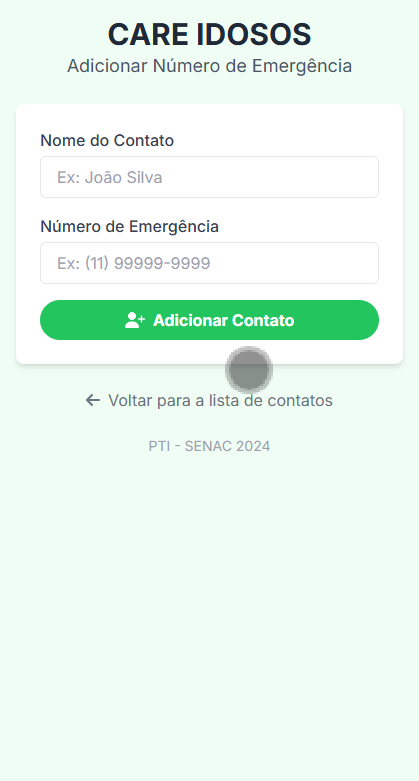 CARE IDOSOS
Adicionar Número de Emergência
Nome do Contato
Ex: João Silva
Número de Emergência
Ex: (11) 99999-9999
Adicionar Contato
Voltar para a lista de contatos
PTI - SENAC 2024